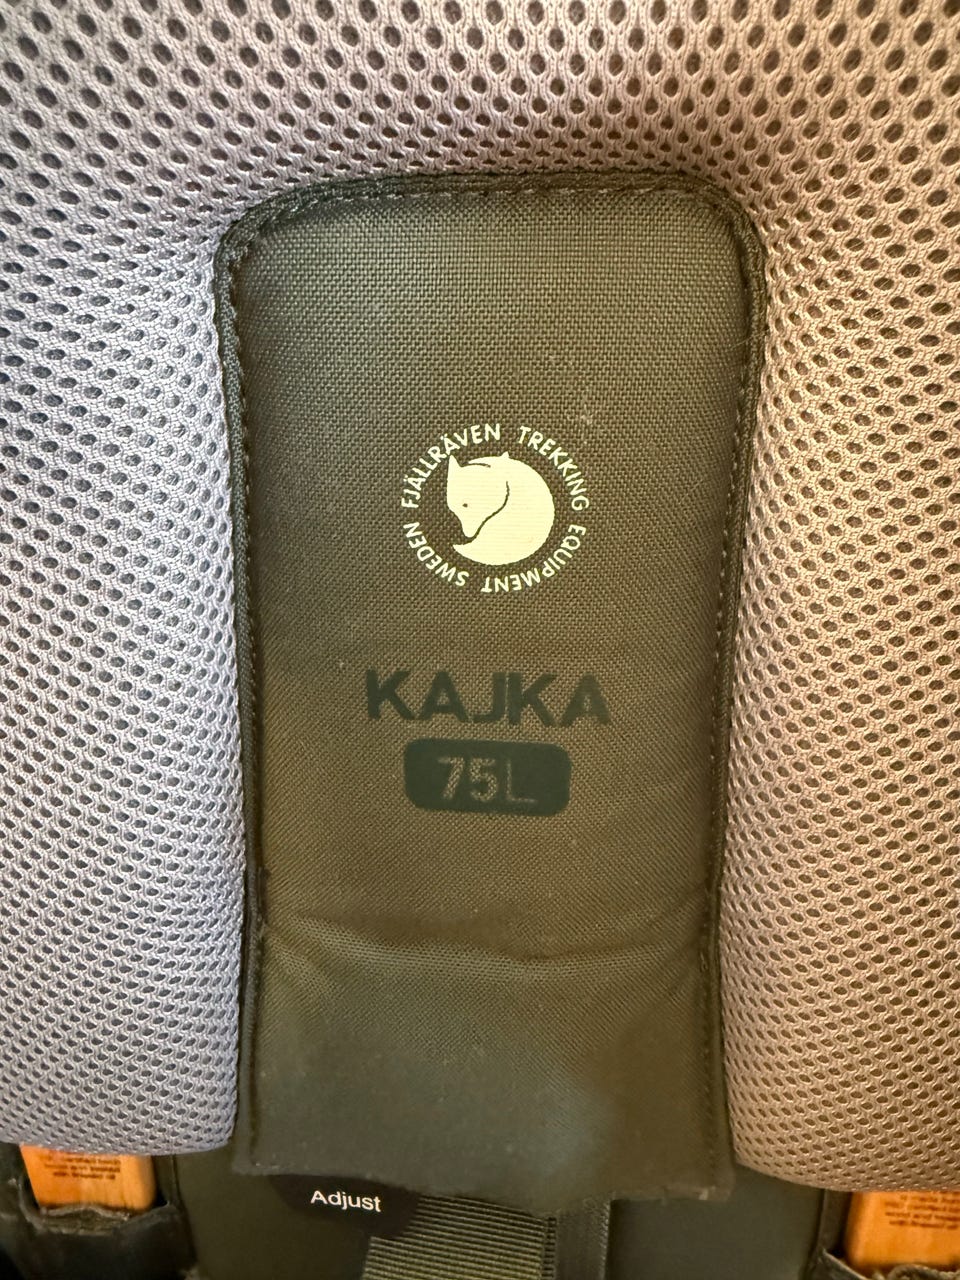 FJÄLLRÄVEN TREKKING EQUIPMENT SWEDEN
KAJKA
75L
Adjust